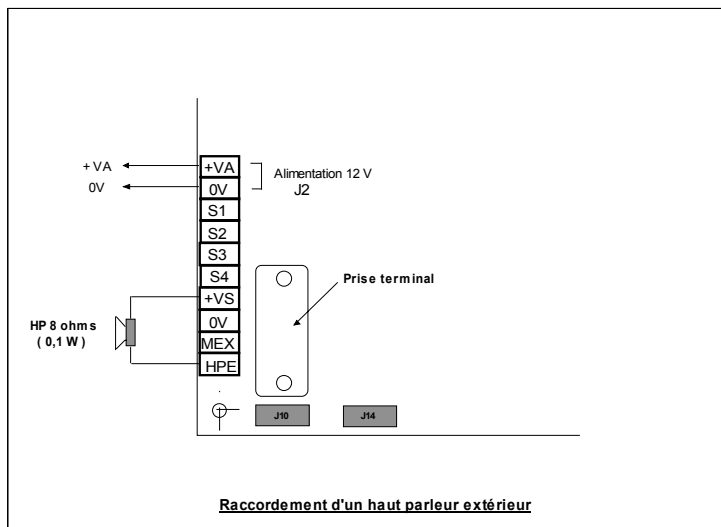 + VA
+VA
Alimentation 12 V
0V
0V
J2
S1
S2
S3
S4
Prise terminal
+VS
HP 8 ohms
( 0,1 W )
0V
MEX
HPE
J10
J14
Raccordement d'un haut parleur extérieur